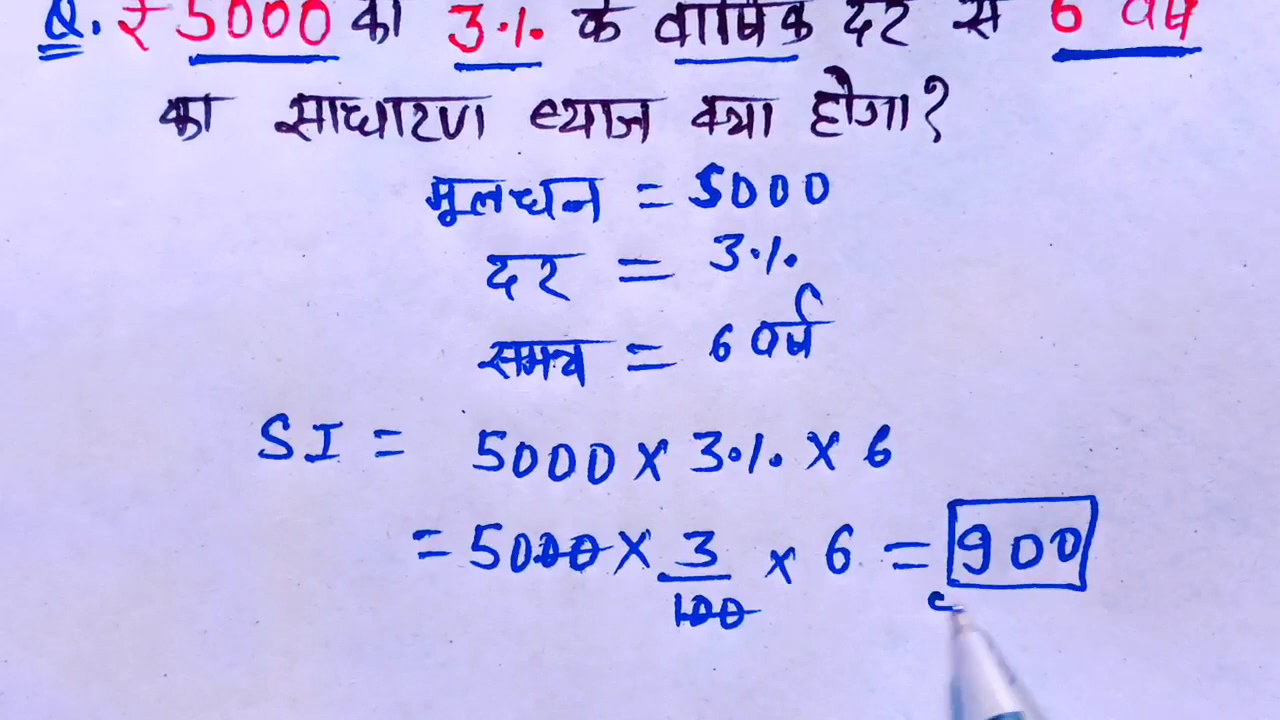 Q. ₹ 5000 का 3% के वार्षिक दर से 6 वर्ष
का साधारण ब्याज क्या होगा?
मूलधन = 5000
दर = 3%
समय = 6 वर्ष
SI = 5000 × 3% × 6
= 5000 × 3/100 × 6 = 900